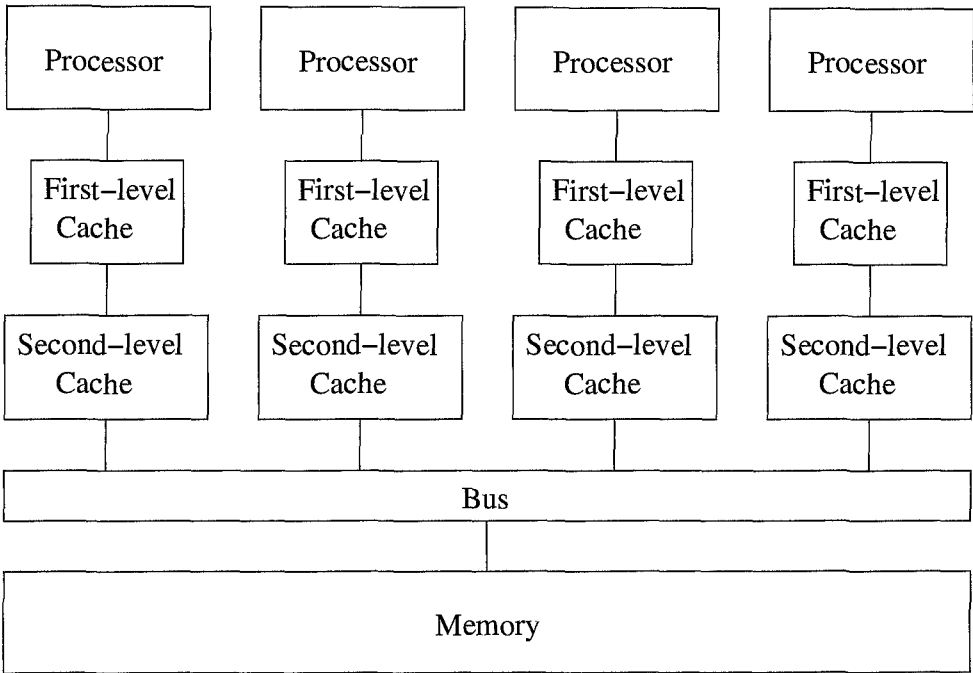 Processor
Processor
Processor
Processor
First–level
Cache
First–level
Cache
First–level
Cache
First–level
Cache
Second–level
Cache
Second–level
Cache
Second–level
Cache
Second–level
Cache
Bus
Memory